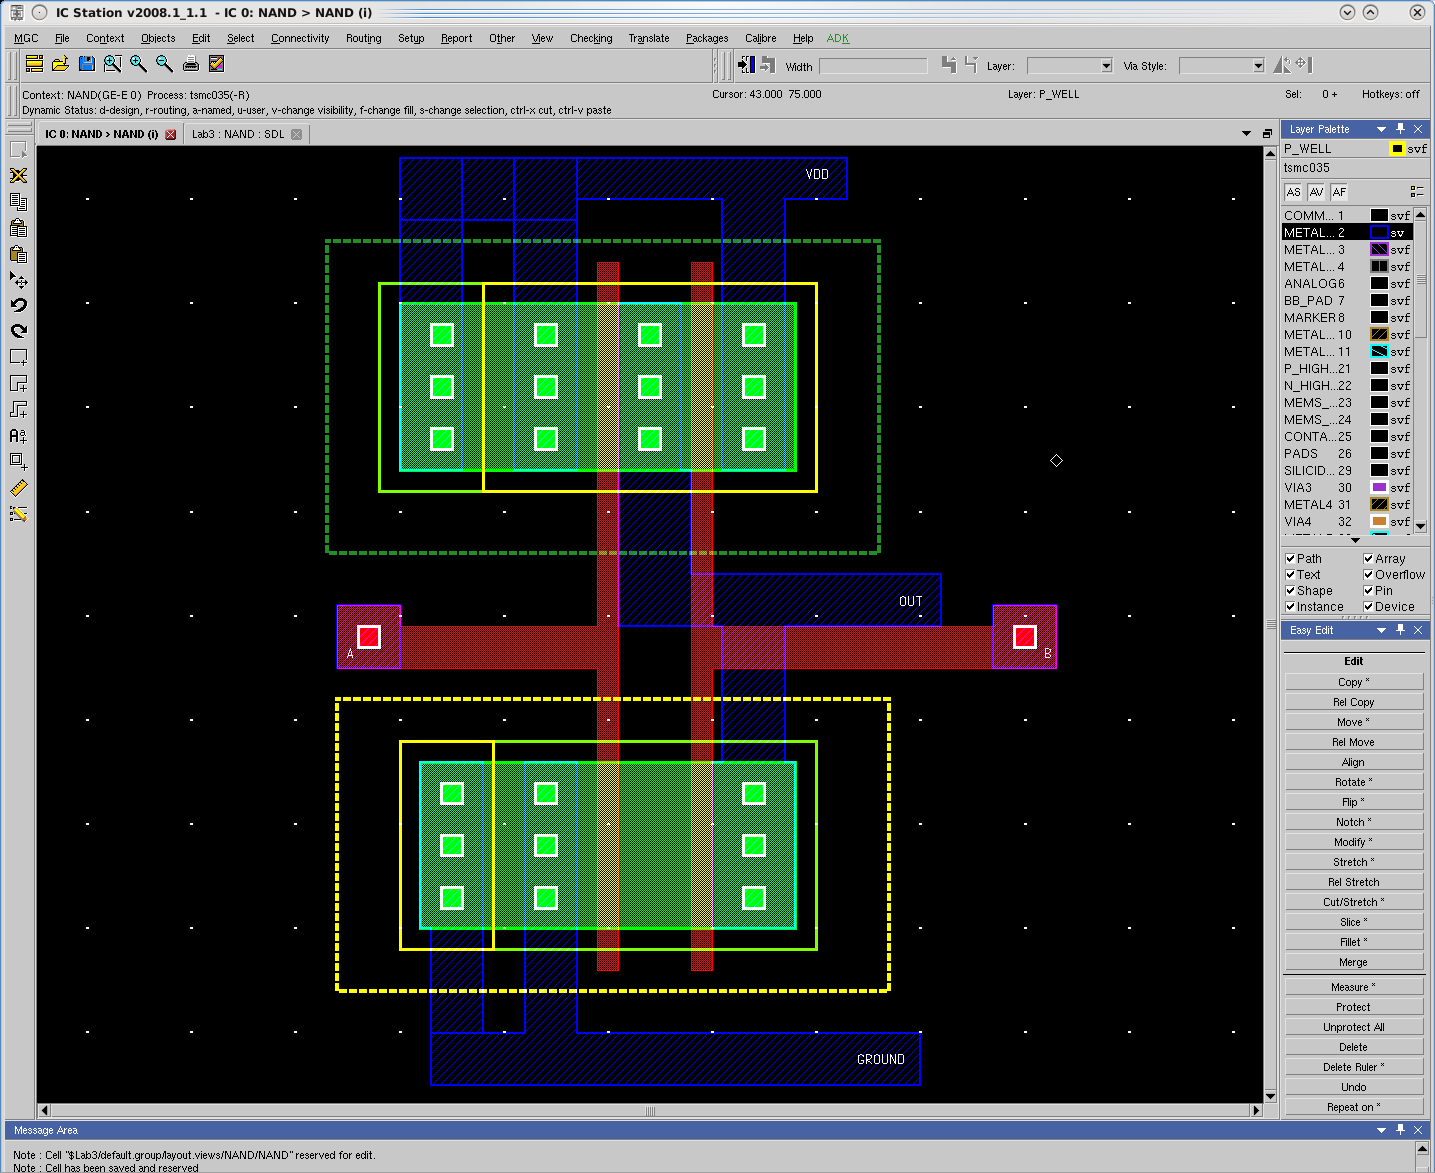 IC Station v2008.1_1.1 - IC 0: NAND > NAND (i)
MGC File Context Objects Edit Select Connectivity Routing Setup Report Other View Checking Translate Packages Calibre Help ADK
Width Layer: Via Style:
Context: NAND(GE-E 0) Process: tsmc035(-R) Cursor: 43.000 75.000 Layer: P_WELL Sel: 0 + Hotkeys: off
Dynamic Status: d-design, r-routing, a-named, u-user, v-change visibility, f-change fill, s-change selection, ctrl-x cut, ctrl-v paste
IC 0: NAND > NAND (i) Lab3 : NAND : SDL
VDD
OUT
A
B
GROUND
Layer Palette
P_WELL svf
tsmc035
AS AV AF
COMM... 1 svf
METAL... 2 sv
METAL... 3 svf
METAL... 4 svf
ANALOG6 svf
BB_PAD 7 svf
MARKER 8 svf
METAL... 10 svf
METAL... 11 svf
P_HIGH... 21 svf
N_HIGH... 22 svf
MEMS_... 23 svf
MEMS_... 24 svf
CONTA... 25 svf
PADS 26 svf
SILICID... 29 svf
VIA3 30 svf
METAL4 31 svf
VIA4 32 svf
Path Array
Text Overflow
Shape Pin
Instance Device
Easy Edit
Edit
Copy *
Rel Copy
Move *
Rel Move
Align
Rotate *
Flip *
Notch *
Modify *
Stretch *
Rel Stretch
Cut/Stretch *
Slice *
Fillet *
Merge
Measure *
Protect
Unprotect All
Delete
Delete Ruler *
Undo
Repeat on *
Message Area
Note : Cell "$Lab3/default.group/layout.views/NAND/NAND" reserved for edit.
Note : Cell has been saved and reserved